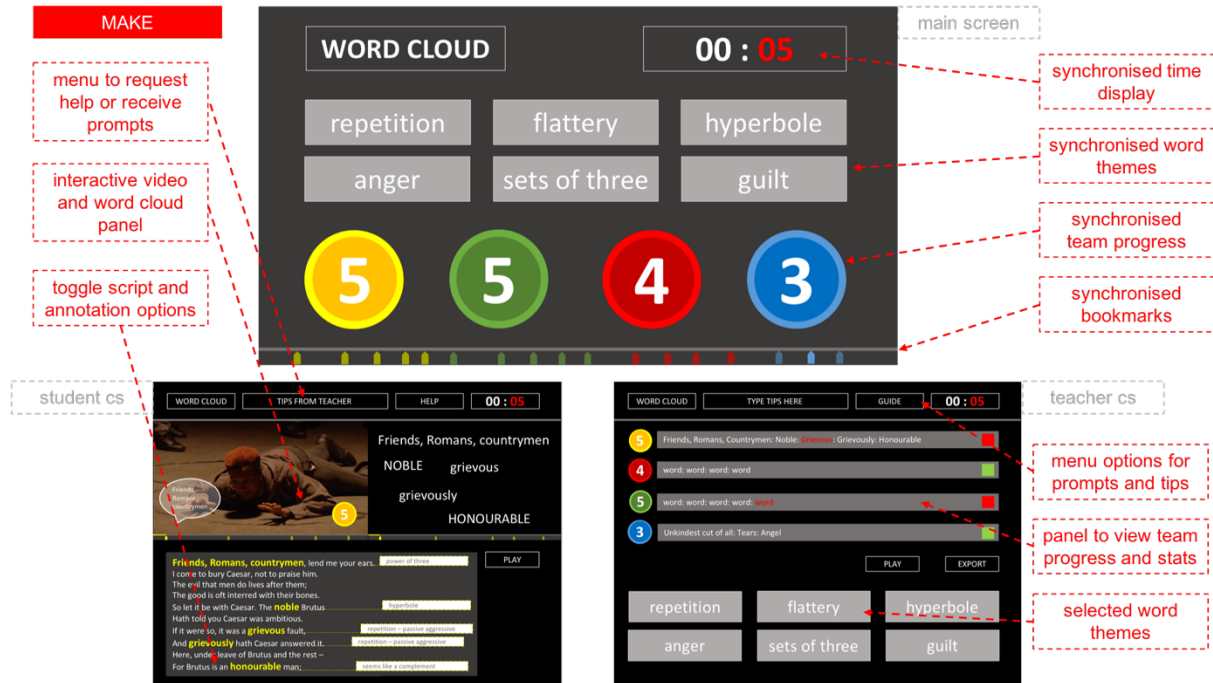 MAKE
menu to request
help or receive
prompts
interactive video
and word cloud
panel
toggle script and
annotation options
main screen
WORD CLOUD
00 : 05
repetition
flattery
hyperbole
anger
sets of three
guilt
5
5
4
3
synchronised time
display
synchronised word
themes
synchronised
team progress
synchronised
bookmarks
student cs
WORD CLOUD
TIPS FROM TEACHER
HELP
00 : 05
Friends,
Romans,
countrymen
5
Friends, Romans, countrymen
NOBLE
grievous
grievously
HONOURABLE
PLAY
Friends, Romans, countrymen, lend me your ears.
power of three
I come to bury Caesar, not to praise him.
The evil that men do lives after them;
The good is oft interred with their bones.
So let it be with Caesar. The noble Brutus
hyperbole
Hath told you Caesar was ambitious.
If it were so, it was a grievous fault,
repetition – passive aggressive
And grievously hath Caesar answered it.
repetition – passive aggressive
Here, under leave of Brutus and the rest –
For Brutus is an honourable man;
seems like a complement
teacher cs
WORD CLOUD
TYPE TIPS HERE
GUIDE
00 : 05
5
Friends, Romans, Countrymen: Noble: Grievous: Grievously: Honourable
4
word: word: word: word
5
word: word: word: word: word
3
Unkindest cut of all: Tears: Angel
PLAY
EXPORT
repetition
flattery
hyperbole
anger
sets of three
guilt
menu options for
prompts and tips
panel to view team
progress and stats
selected word
themes